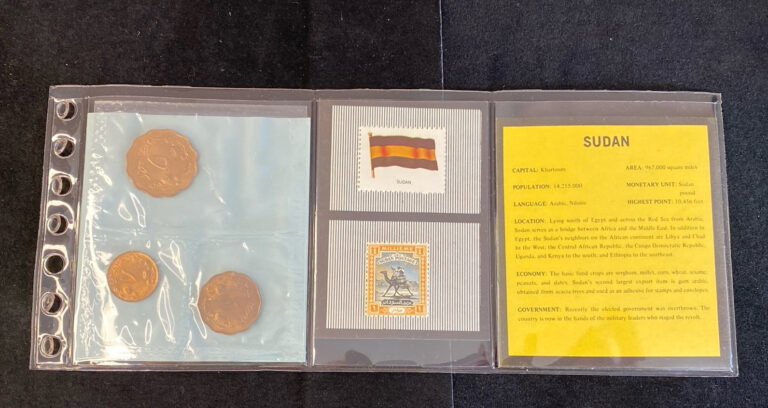 SUDAN
MILLIEME
SUDAN POSTAGE
1
1
SUDAN
CAPITAL: Khartoum
AREA: 967,000 square miles
POPULATION: 14,215,000
MONETARY UNIT: Sudan
pound
LANGUAGE: Arabic, Nilotic
HIGHEST POINT: 10,456 feet
LOCATION: Lying south of Egypt and across the Red Sea from Arabia,
Sudan serves as a bridge between Africa and the Middle East. In addition to
Egypt, the Sudan's neighbors on the African continent are Libya and Chad
to the West; the Central African Republic, the Congo Democratic Republic,
Uganda, and Kenya to the south; and Ethiopia to the southeast.
ECONOMY: The basic food crops are sorghum, millet, corn, wheat, sesame,
peanuts, and dates. Sudan's second largest export item is gum arabic,
obtained from acacia trees and used as an adhesive for stamps and envelopes.
GOVERNMENT: Recently the elected government was overthrown. The
country is now in the hands of the military leaders who staged the revolt.